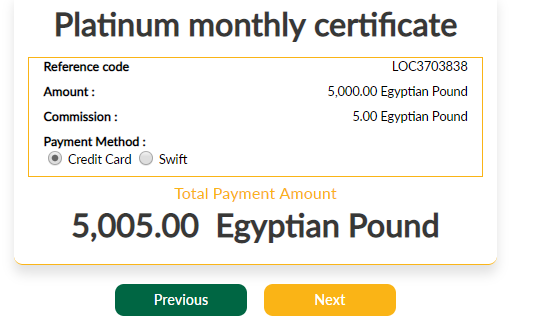 Platinum monthly certificate
Reference code LOC3703838
Amount : 5,000.00 Egyptian Pound
Commission : 5.00 Egyptian Pound
Payment Method :
Credit Card Swift
Total Payment Amount
5,005.00 Egyptian Pound
Previous Next